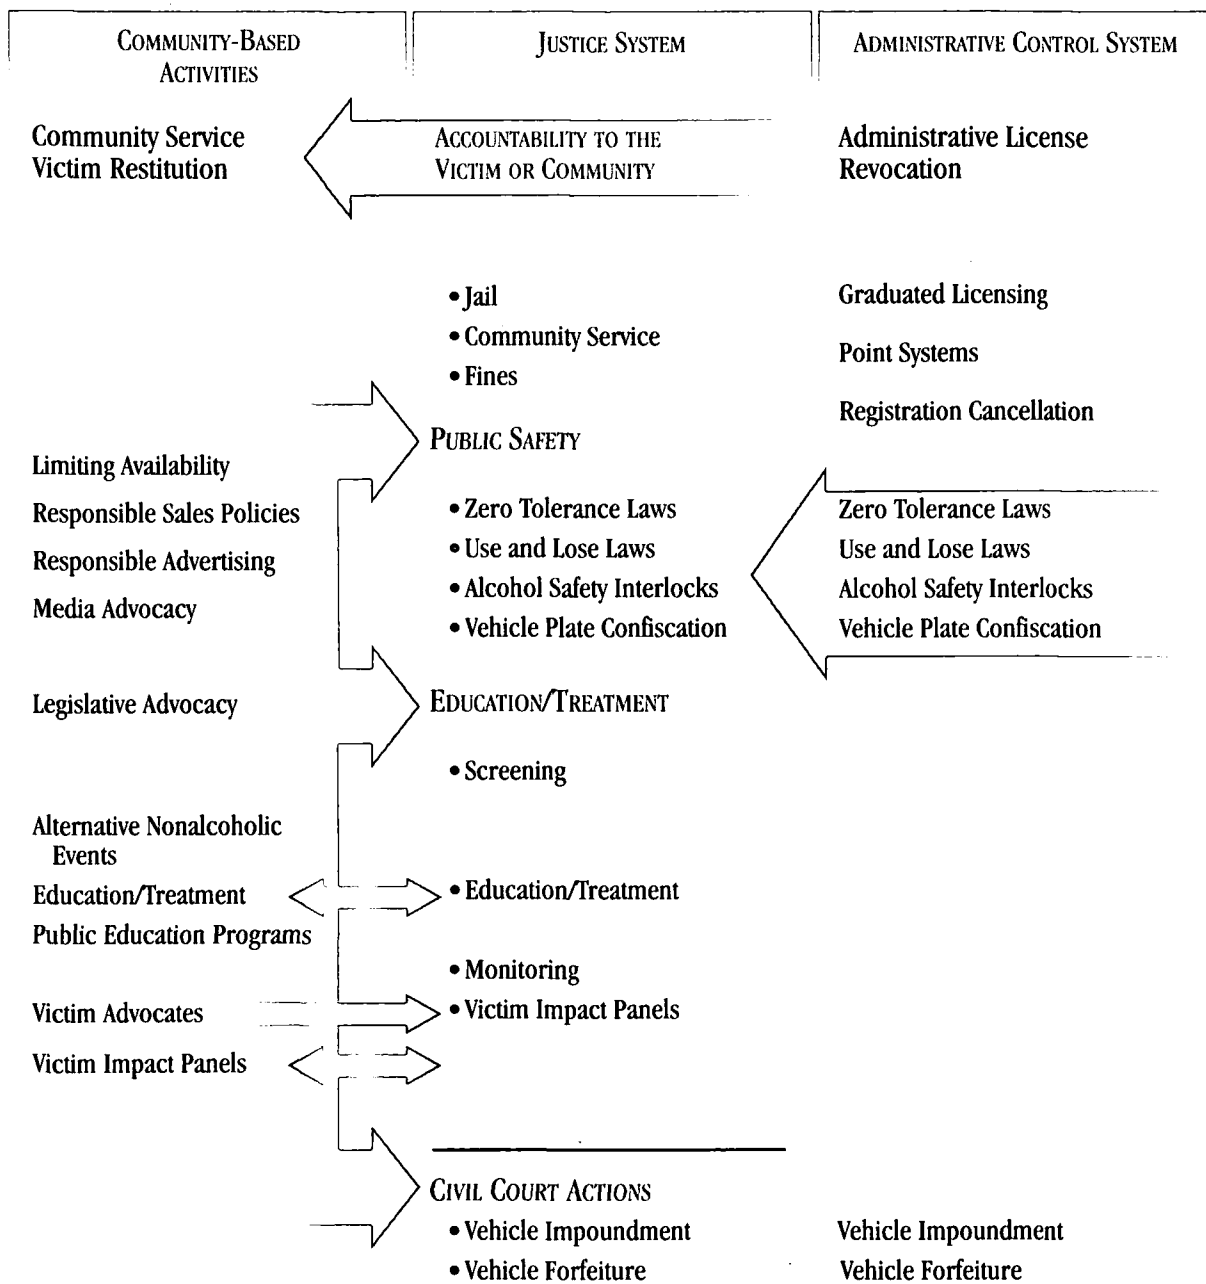 COMMUNITY-BASED
ACTIVITIES
JUSTICE SYSTEM
ADMINISTRATIVE CONTROL SYSTEM
Community Service
Victim Restitution
ACCOUNTABILITY TO THE
VICTIM OR COMMUNITY
Administrative License
Revocation
• Jail
• Community Service
• Fines
Graduated Licensing
Point Systems
Registration Cancellation
PUBLIC SAFETY
Limiting Availability
Responsible Sales Policies
Responsible Advertising
Media Advocacy
• Zero Tolerance Laws
• Use and Lose Laws
• Alcohol Safety Interlocks
• Vehicle Plate Confiscation
Zero Tolerance Laws
Use and Lose Laws
Alcohol Safety Interlocks
Vehicle Plate Confiscation
Legislative Advocacy
EDUCATION/TREATMENT
• Screening
Alternative Nonalcoholic
Events
Education/Treatment
Public Education Programs
• Education/Treatment
• Monitoring
Victim Advocates
• Victim Impact Panels
Victim Impact Panels
CIVIL COURT ACTIONS
• Vehicle Impoundment
• Vehicle Forfeiture
Vehicle Impoundment
Vehicle Forfeiture